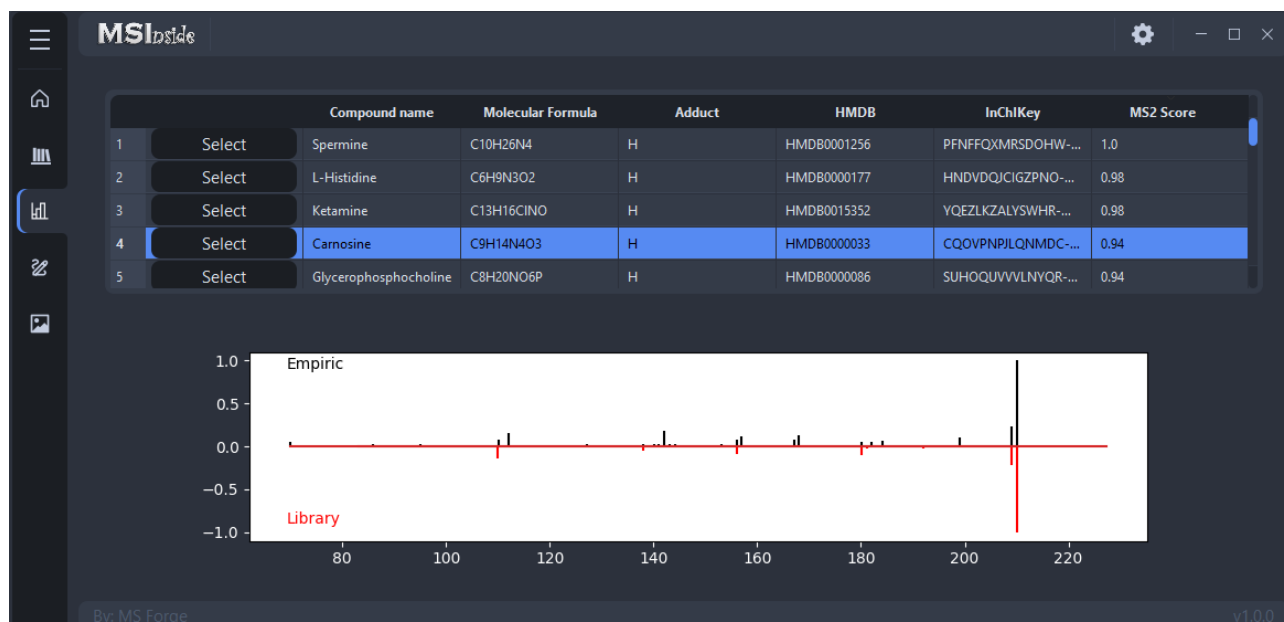 MSInside
Compound name Molecular Formula Adduct HMDB InChIKey MS2 Score
1 Select Spermine C10H26N4 H HMDB0001256 PFNFFQXMRSDOHW-... 1.0
2 Select L-Histidine C6H9N3O2 H HMDB0000177 HNDVDQJCIGZPNO-... 0.98
3 Select Ketamine C13H16ClNO H HMDB0015352 YQEZLKZALYSWHR-... 0.98
4 Select Carnosine C9H14N4O3 H HMDB0000033 CQOVPNPJLQNMDC-... 0.94
5 Select Glycerophosphocholine C8H20NO6P H HMDB0000086 SUHOQUVVVLNYQR-... 0.94
1.0
Empiric
0.5
0.0
−0.5
Library
−1.0
80 100 120 140 160 180 200 220
By: MS Forge v1.0.0